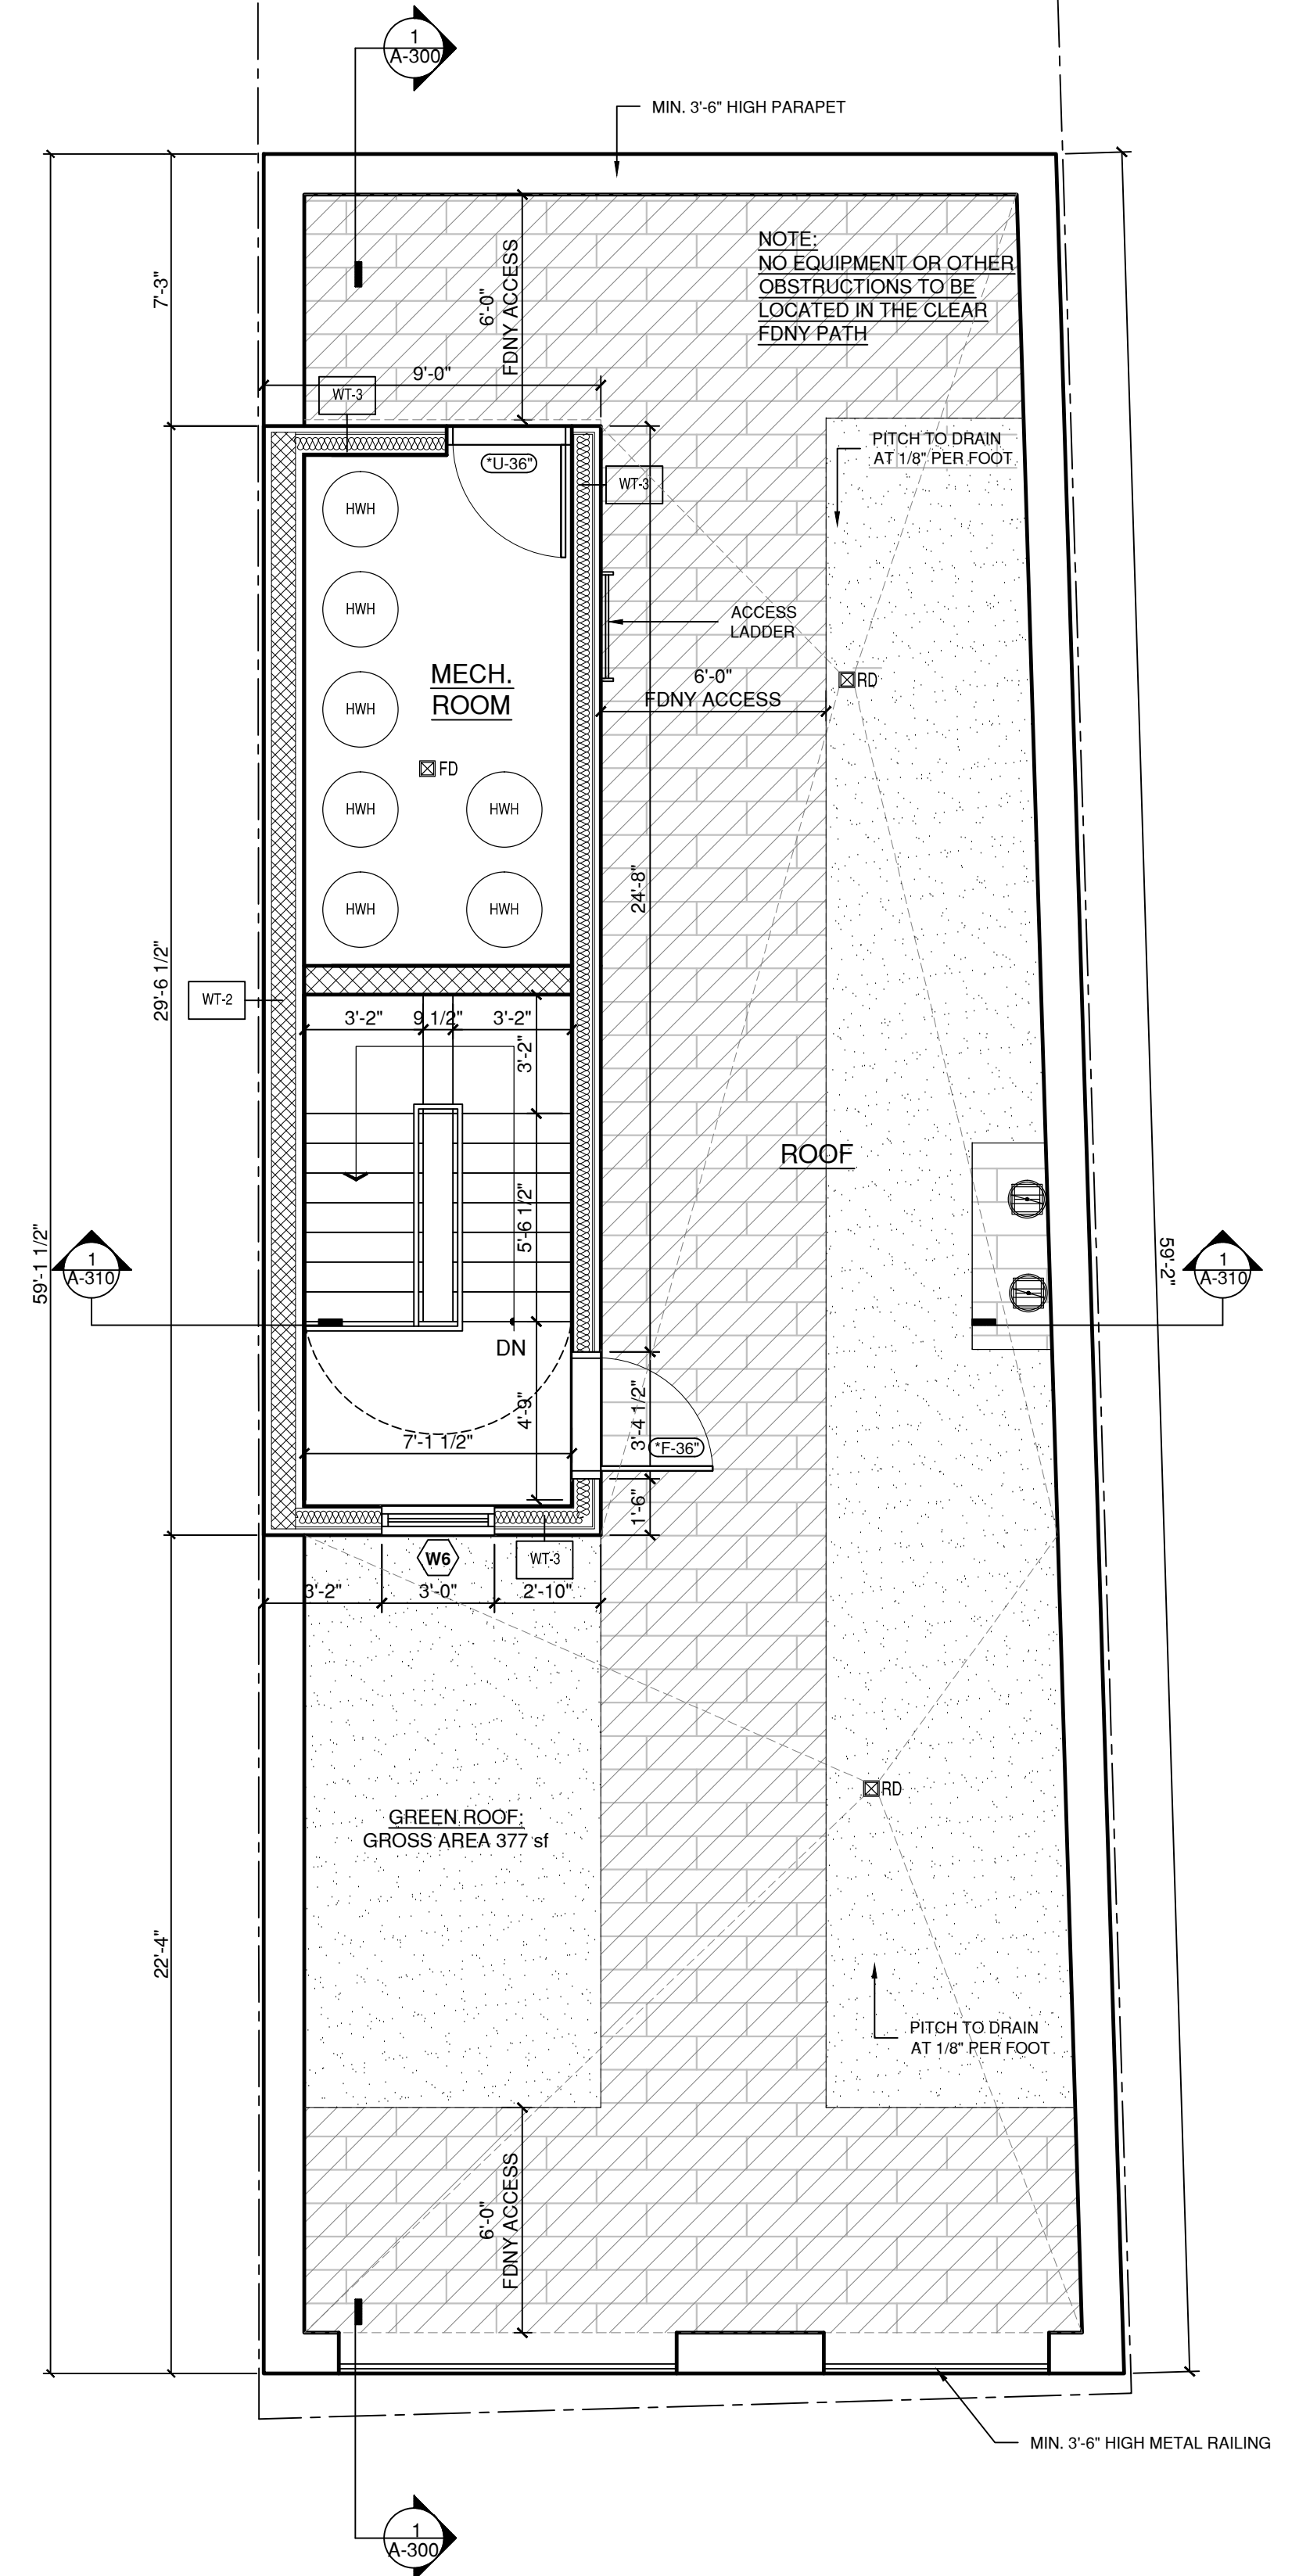 1
A-300
MIN. 3'-6" HIGH PARAPET
7'-3"
6'-0"
FDNY ACCESS
NOTE:
NO EQUIPMENT OR OTHER
OBSTRUCTIONS TO BE
LOCATED IN THE CLEAR
FDNY PATH
9'-0"
WT-3
PITCH TO DRAIN
AT 1/8" PER FOOT
*U-36"
WT-3
HWH
HWH
ACCESS
LADDER
MECH.
ROOM
6'-0"
FDNY ACCESS
RD
HWH
FD
HWH
HWH
24'-8"
HWH
HWH
29'-6 1/2"
WT-2
3'-2"
9 1/2"
3'-2"
3'-2"
ROOF
5'-6 1/2"
59'-1 1/2"
1
A-310
59'-2"
1
A-310
DN
4'-9"
3'-4 1/2"
7'-1 1/2"
*F-36"
1'-6"
W6
WT-3
3'-2"
3'-0"
2'-10"
RD
GREEN ROOF:
GROSS AREA 377 sf
22'-4"
PITCH TO DRAIN
AT 1/8" PER FOOT
6'-0"
FDNY ACCESS
MIN. 3'-6" HIGH METAL RAILING
1
A-300